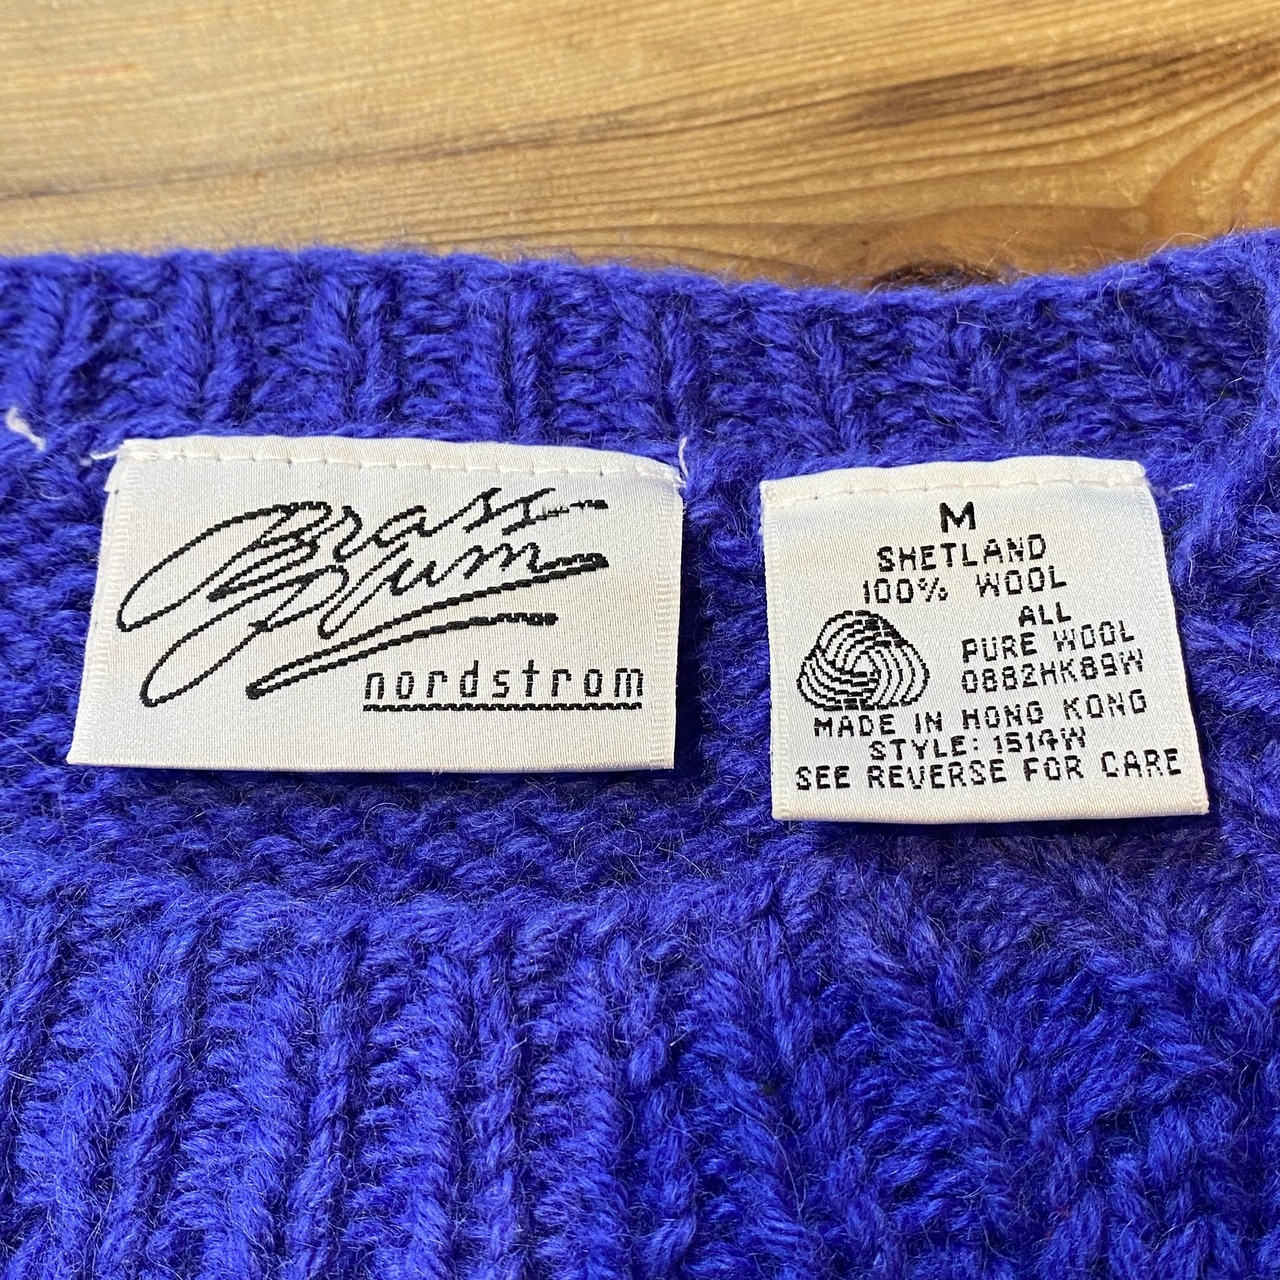 Brass
Plum
nordstrom
M
SHETLAND
100% WOOL
ALL
PURE WOOL
0882HK89W
MADE IN HONG KONG
STYLE: 1514W
SEE REVERSE FOR CARE